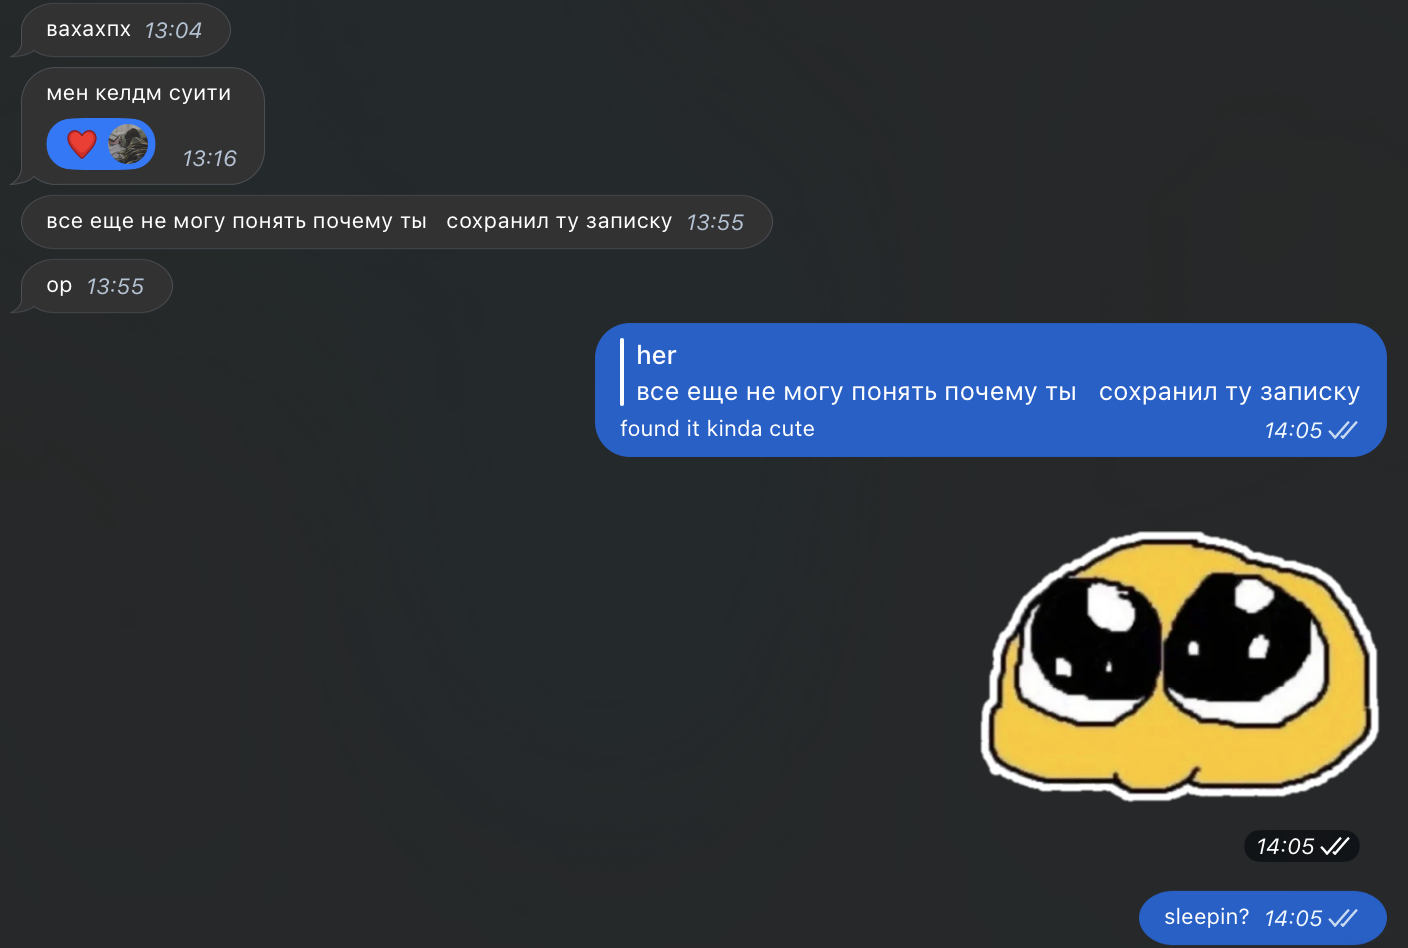 вахахпх 13:04
мен келдм суити
13:16
все еще не могу понять почему ты сохранил ту записку 13:55
ор 13:55
her
все еще не могу понять почему ты сохранил ту записку
found it kinda cute 14:05
14:05
sleepin? 14:05